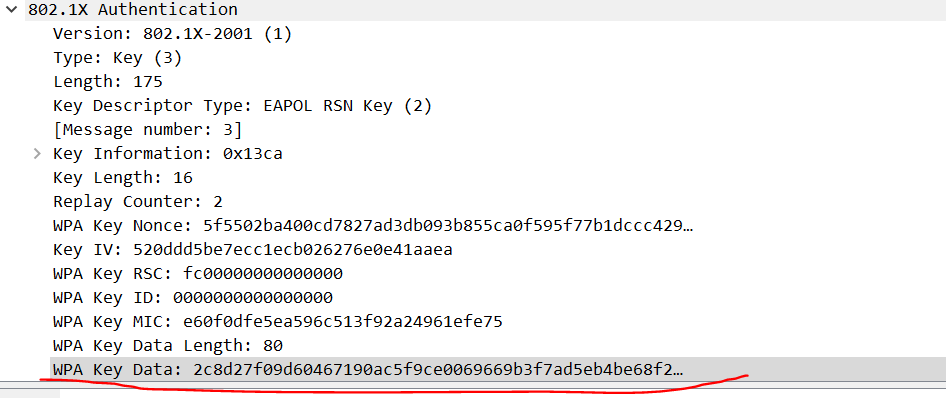 802.1X Authentication
Version: 802.1X-2001 (1)
Type: Key (3)
Length: 175
Key Descriptor Type: EAPOL RSN Key (2)
[Message number: 3]
Key Information: 0x13ca
Key Length: 16
Replay Counter: 2
WPA Key Nonce: 5f5502ba400cd7827ad3db093b855ca0f595f77b1dccc429…
Key IV: 520ddd5be7ecc1ecb026276e0e41aaea
WPA Key RSC: fc00000000000000
WPA Key ID: 0000000000000000
WPA Key MIC: e60f0dfe5ea596c513f92a24961efe75
WPA Key Data Length: 80
WPA Key Data: 2c8d27f09d60467190ac5f9ce0069669b3f7ad5eb4be68f2…